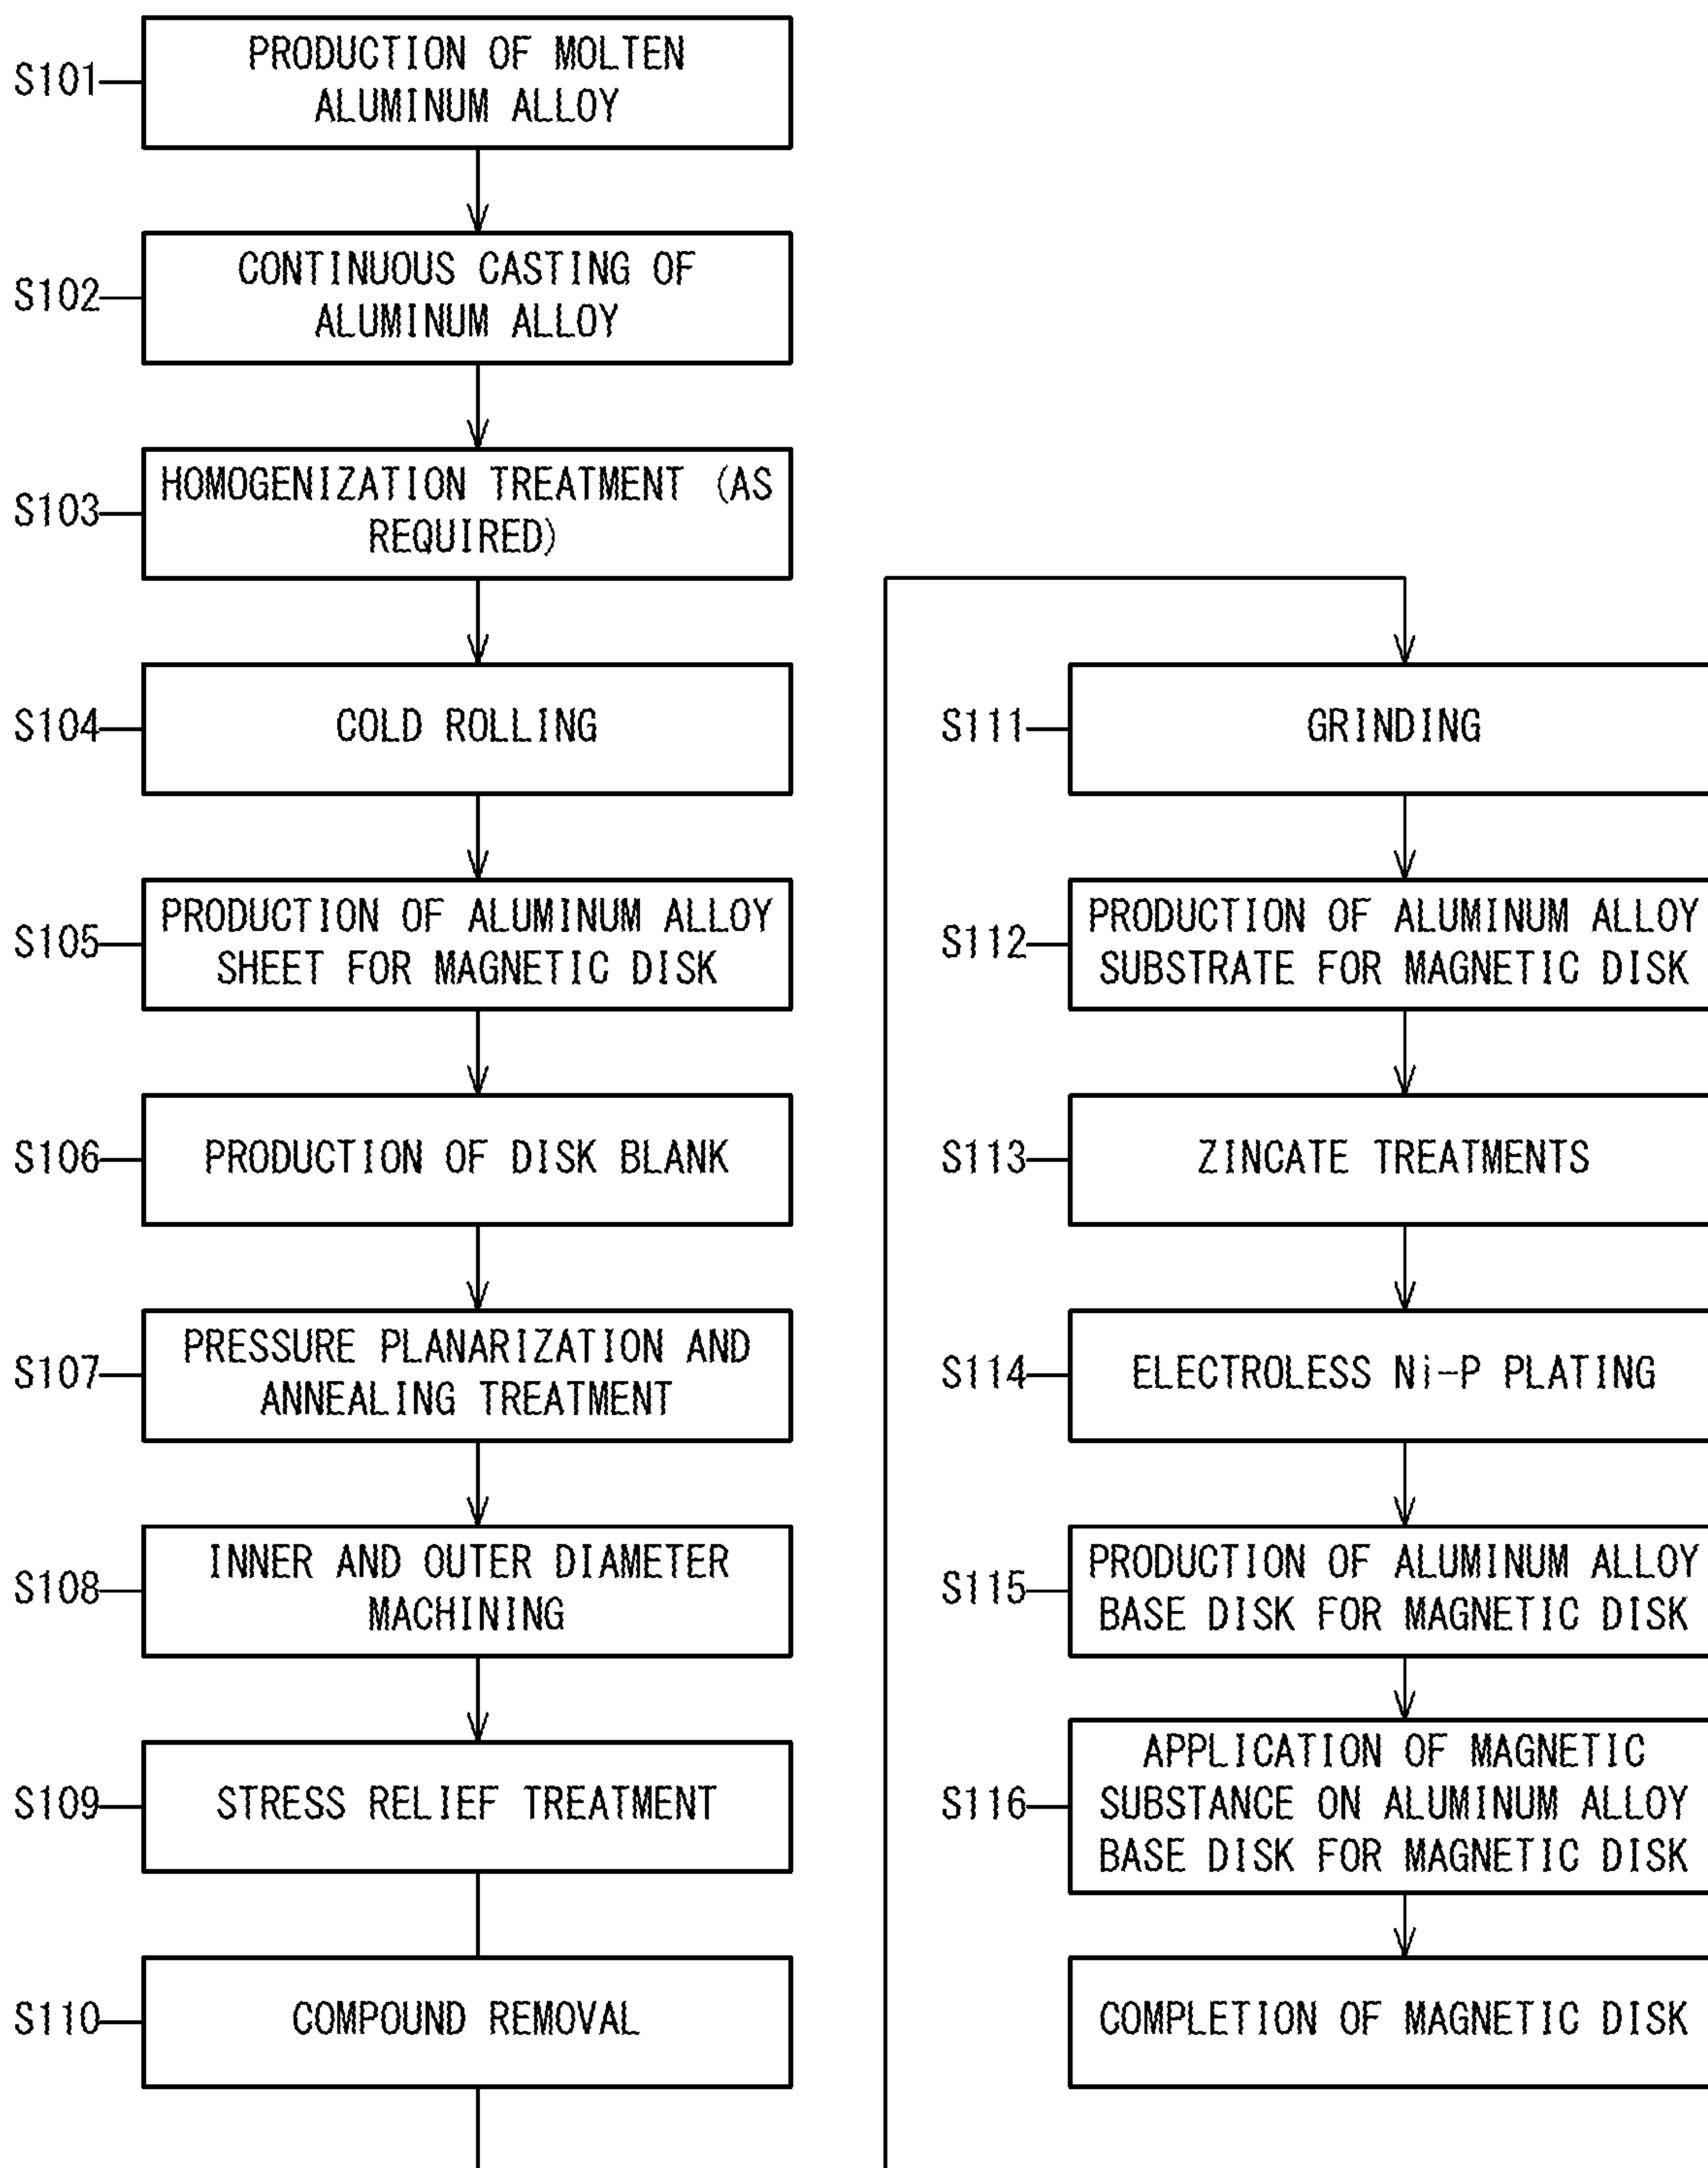 S101
PRODUCTION OF MOLTEN
ALUMINUM ALLOY
S102
CONTINUOUS CASTING OF
ALUMINUM ALLOY
S103
HOMOGENIZATION TREATMENT (AS
REQUIRED)
S104
COLD ROLLING
S105
PRODUCTION OF ALUMINUM ALLOY
SHEET FOR MAGNETIC DISK
S106
PRODUCTION OF DISK BLANK
S107
PRESSURE PLANARIZATION AND
ANNEALING TREATMENT
S108
INNER AND OUTER DIAMETER
MACHINING
S109
STRESS RELIEF TREATMENT
S110
COMPOUND REMOVAL
S111
GRINDING
S112
PRODUCTION OF ALUMINUM ALLOY
SUBSTRATE FOR MAGNETIC DISK
S113
ZINCATE TREATMENTS
S114
ELECTROLESS Ni-P PLATING
S115
PRODUCTION OF ALUMINUM ALLOY
BASE DISK FOR MAGNETIC DISK
S116
APPLICATION OF MAGNETIC
SUBSTANCE ON ALUMINUM ALLOY
BASE DISK FOR MAGNETIC DISK
COMPLETION OF MAGNETIC DISK